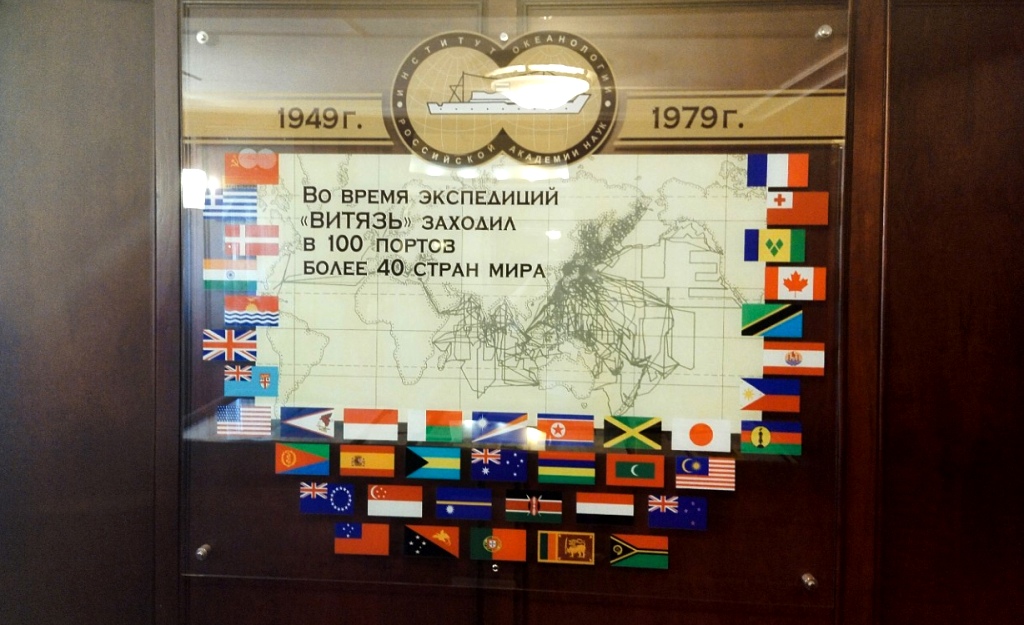 ИНСТИТУТ ОКЕАНОЛОГИИ
РОССИЙСКОЙ АКАДЕМИИ НАУК
1949г.
1979г.
ВО ВРЕМЯ ЭКСПЕДИЦИЙ
«ВИТЯЗЬ» ЗАХОДИЛ
В 100 ПОРТОВ
БОЛЕЕ 40 СТРАН МИРА